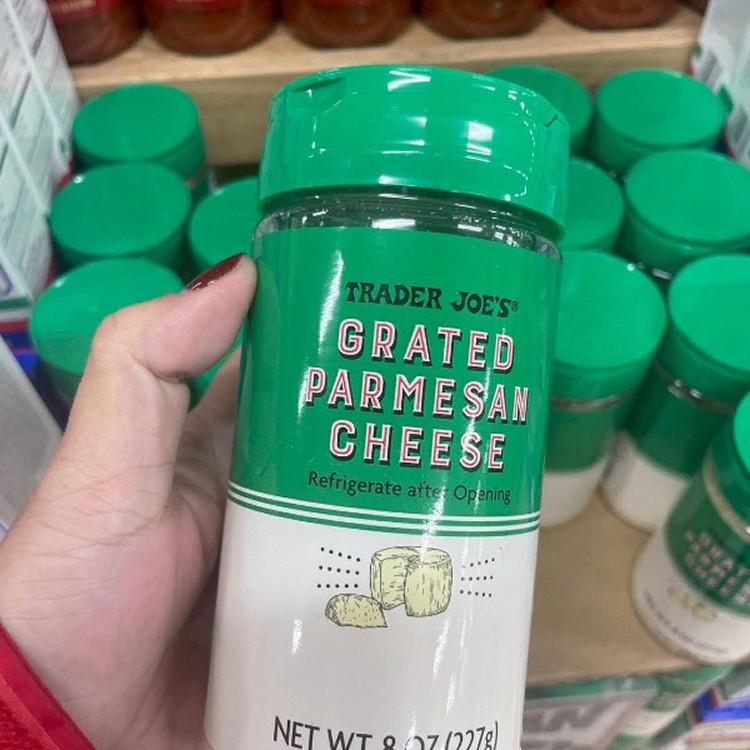 TRADER JOE'S®
GRATED
PARMESAN
CHEESE
Refrigerate after Opening
NET WT 8 OZ (227g)